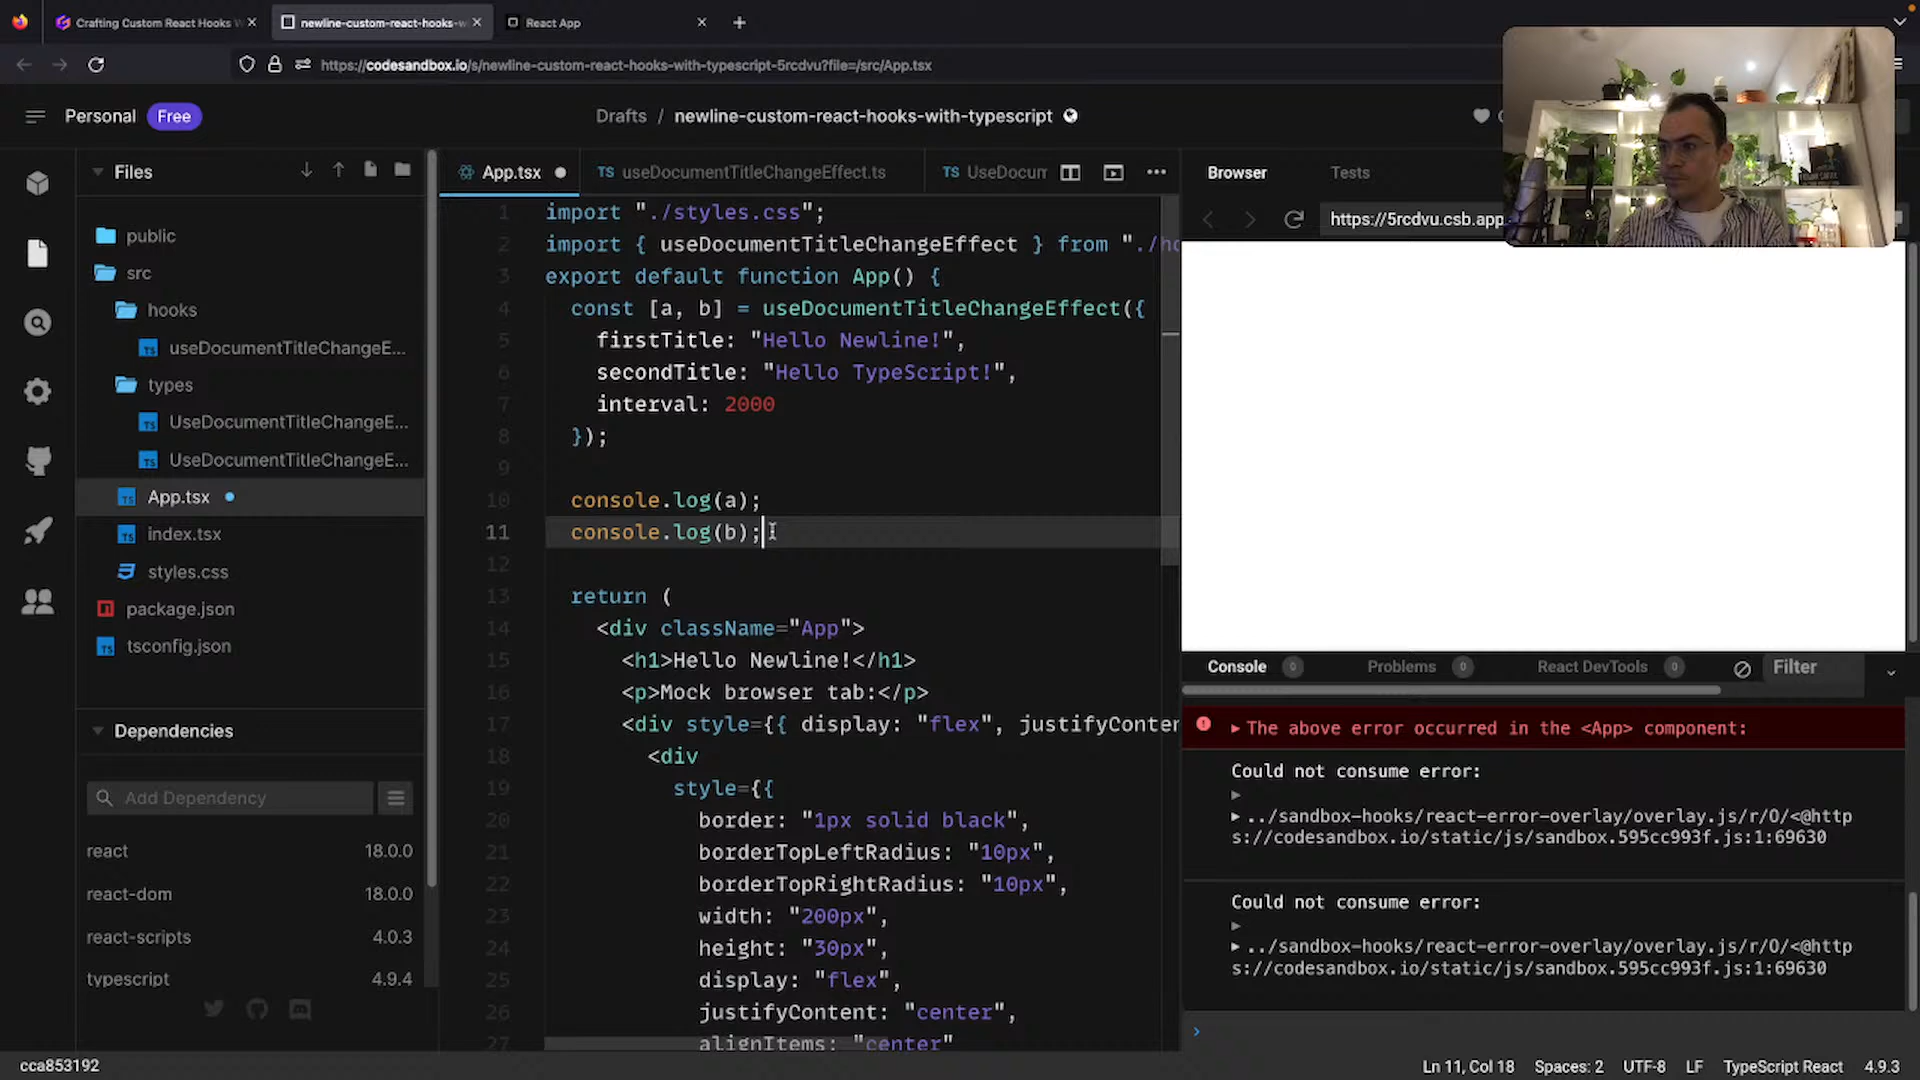 Crafting Custom React Hooks W
newline-custom-react-hooks-w
React App
https://codesandbox.io/s/newline-custom-react-hooks-with-typescript-5rcdvu?file=/src/App.tsx
Personal
Free
Drafts / newline-custom-react-hooks-with-typescript
Files
public
src
hooks
useDocumentTitleChangeE...
types
UseDocumentTitleChangeE...
UseDocumentTitleChangeE...
App.tsx
index.tsx
styles.css
package.json
tsconfig.json
Dependencies
Add Dependency
react 18.0.0
react-dom 18.0.0
react-scripts 4.0.3
typescript 4.9.4
App.tsx
TS useDocumentTitleChangeEffect.ts
TS UseDocum
1 import "./styles.css";
2 import { useDocumentTitleChangeEffect } from "./ho
3 export default function App() {
4 const [a, b] = useDocumentTitleChangeEffect({
5 firstTitle: "Hello Newline!",
6 secondTitle: "Hello TypeScript!",
7 interval: 2000
8 });
9
10 console.log(a);
11 console.log(b);
12
13 return (
14 <div className="App">
15 <h1>Hello Newline!</h1>
16 <p>Mock browser tab:</p>
17 <div style={{ display: "flex", justifyConten
18 <div
19 style={{
20 border: "1px solid black",
21 borderTopLeftRadius: "10px",
22 borderTopRightRadius: "10px",
23 width: "200px",
24 height: "30px",
25 display: "flex",
26 justifyContent: "center",
27 alignItems: "center"
Browser
Tests
https://5rcdvu.csb.app
Console 0
Problems 0
React DevTools 0
Filter
The above error occurred in the <App> component:
Could not consume error:
../sandbox-hooks/react-error-overlay/overlay.js/r/O/<@http
s://codesandbox.io/static/js/sandbox.595cc993f.js:1:69630
Could not consume error:
../sandbox-hooks/react-error-overlay/overlay.js/r/O/<@http
s://codesandbox.io/static/js/sandbox.595cc993f.js:1:69630
cca853192
Ln 11, Col 18
Spaces: 2
UTF-8
LF
TypeScript React
4.9.3